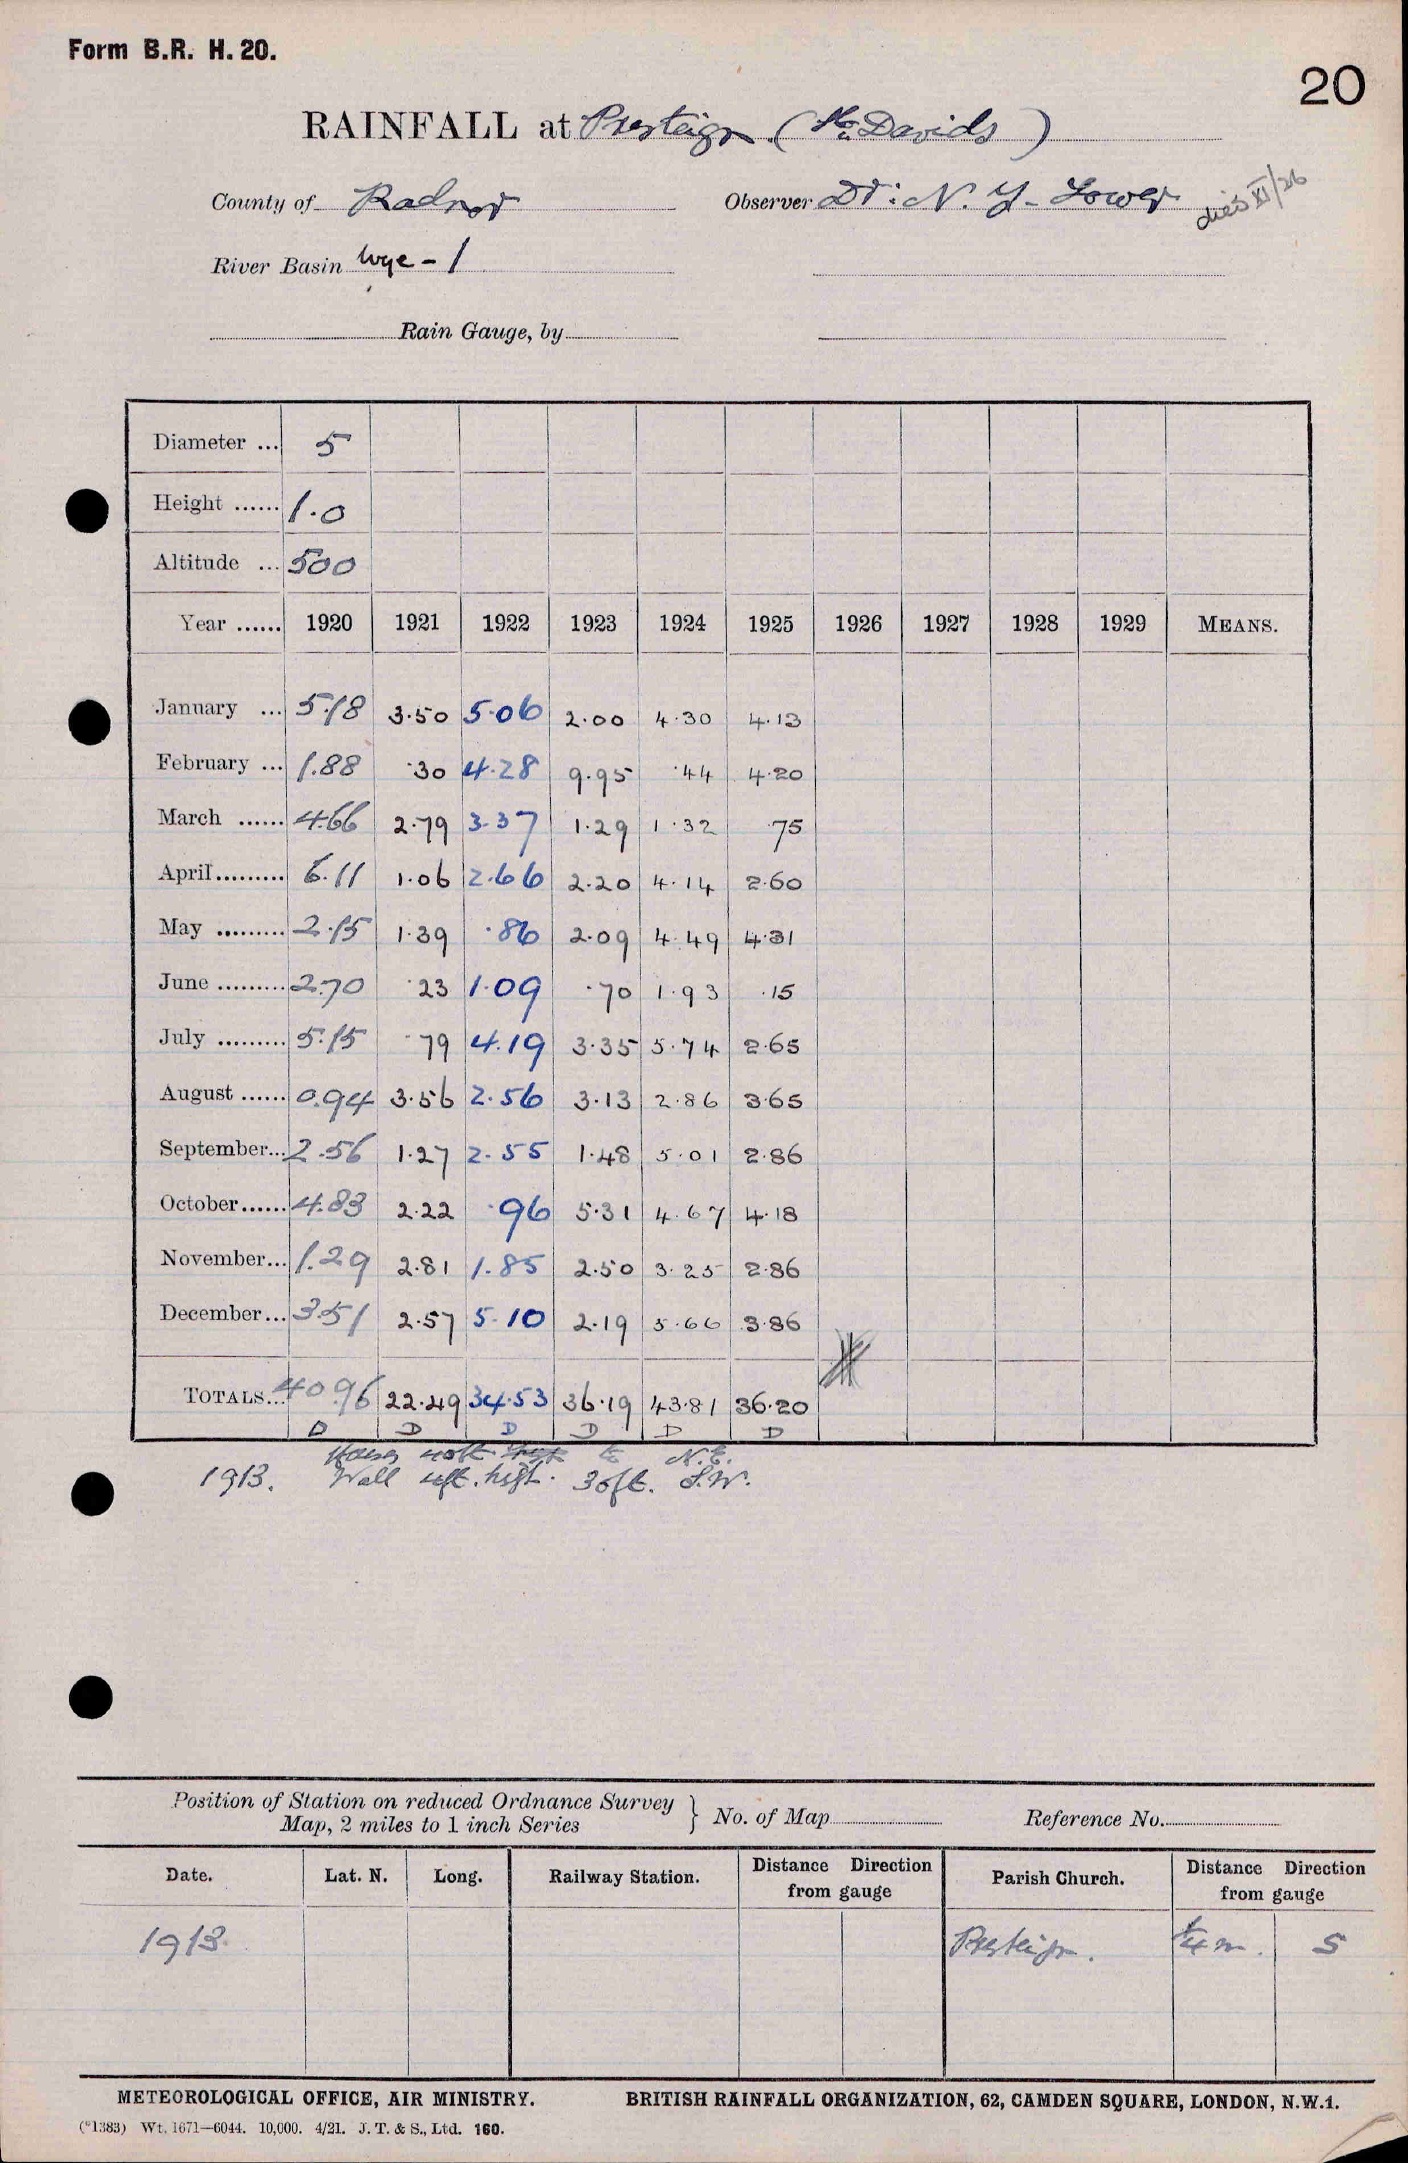 Form B.R. H. 20.
20
RAINFALL at Presteign (St. Davids)
County of Radnor Observer Dr: N. Y. Lower died XI/26
River Basin Wye - 1
Rain Gauge, by
Diameter ... 5
Height ...... 1.0
Altitude ... 500
Year ...... 1920 1921 1922 1923 1924 1925 1926 1927 1928 1929 MEANS.
January ... 5.18 3.50 5.06 2.00 4.30 4.13
February ... 1.88 .30 4.28 9.95 .44 4.20
March ...... 4.66 2.79 3.37 1.29 1.32 .75
April......... 6.11 1.06 2.66 2.20 4.14 2.60
May ......... 2.15 1.39 .86 2.09 4.49 4.31
June ......... 2.70 .23 1.09 .70 1.93 .15
July ......... 5.15 .79 4.19 3.35 5.74 2.65
August ...... 0.94 3.56 2.56 3.13 2.86 3.65
September... 2.56 1.27 2.55 1.48 5.01 2.86
October...... 4.83 2.22 .96 5.31 4.67 4.18
November... 1.29 2.81 1.85 2.50 3.25 2.86
December... 3.51 2.57 5.10 2.19 5.66 3.86
TOTALS... 40.96 22.49 34.53 36.19 43.81 36.20
D D D D D D
to N.E.
1913. Wall 4ft. high. 30ft. S.W.
Position of Station on reduced Ordnance Survey
Map, 2 miles to 1 inch Series } No. of Map Reference No.
Date. Lat. N. Long. Railway Station. Distance Direction from gauge Parish Church. Distance Direction from gauge
1913. Presteign. 1/4 m. S
METEOROLOGICAL OFFICE, AIR MINISTRY. BRITISH RAINFALL ORGANIZATION, 62, CAMDEN SQUARE, LONDON, N.W.1.
(*1383) Wt. 1671—6044. 10,000. 4/21. J. T. & S., Ltd. 160.